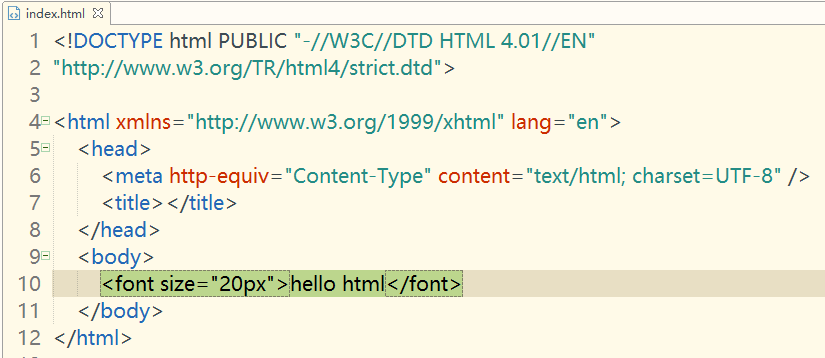 index.html
1 <!DOCTYPE html PUBLIC "-//W3C//DTD HTML 4.01//EN"
2 "http://www.w3.org/TR/html4/strict.dtd">
3
4 <html xmlns="http://www.w3.org/1999/xhtml" lang="en">
5 <head>
6 <meta http-equiv="Content-Type" content="text/html; charset=UTF-8" />
7 <title></title>
8 </head>
9 <body>
10 <font size="20px">hello html</font>
11 </body>
12 </html>